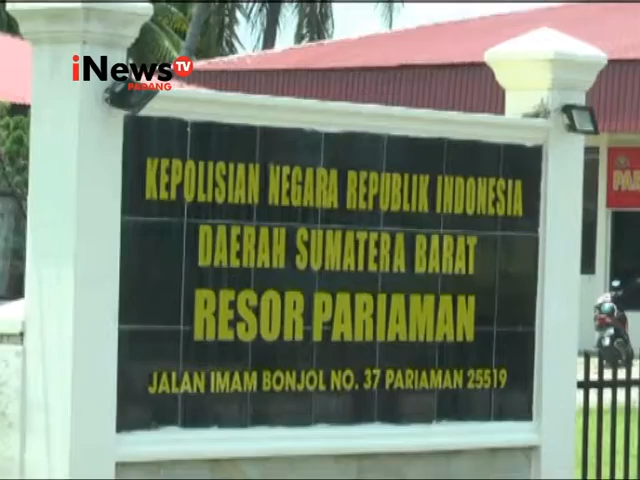 iNews TV
PADANG
KEPOLISIAN NEGARA REPUBLIK INDONESIA
DAERAH SUMATERA BARAT
RESOR PARIAMAN
JALAN IMAM BONJOL NO. 37 PARIAMAN 25519